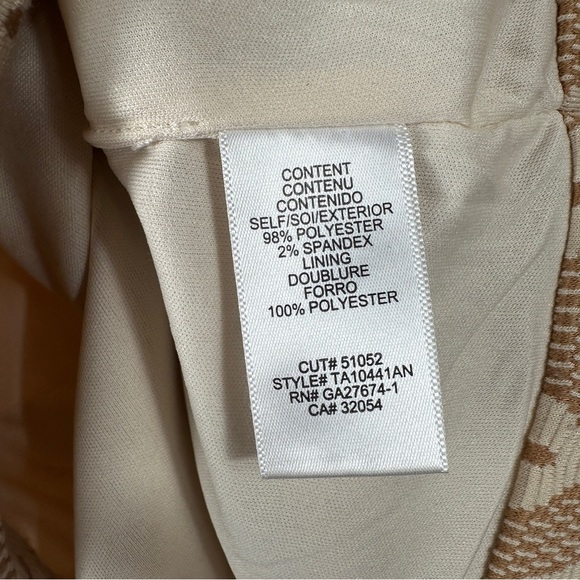 CONTENT
CONTENU
CONTENIDO
SELF/SOI/EXTERIOR
98% POLYESTER
2% SPANDEX
LINING
DOUBLURE
FORRO
100% POLYESTER
CUT# 51052
STYLE# TA10441AN
RN# GA27674-1
CA# 32054